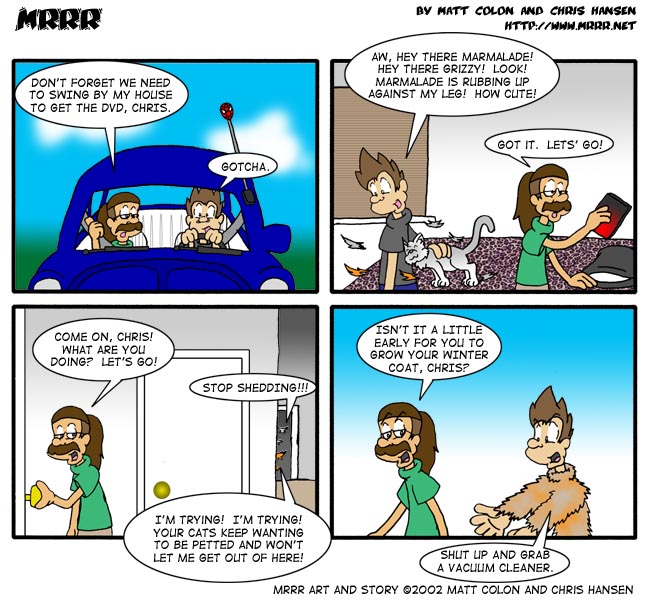 MRRR
BY MATT COLON AND CHRIS HANSEN
HTTP://WWW.MRRR.NET
DON'T FORGET WE NEED
TO SWING BY MY HOUSE
TO GET THE DVD, CHRIS.
GOTCHA.
AW, HEY THERE MARMALADE!
HEY THERE GRIZZY! LOOK!
MARMALADE IS RUBBING UP
AGAINST MY LEG! HOW CUTE!
GOT IT. LETS' GO!
COME ON, CHRIS!
WHAT ARE YOU
DOING? LET'S GO!
STOP SHEDDING!!!
I'M TRYING! I'M TRYING!
YOUR CATS KEEP WANTING
TO BE PETTED AND WON'T
LET ME GET OUT OF HERE!
ISN'T IT A LITTLE
EARLY FOR YOU TO
GROW YOUR WINTER
COAT, CHRIS?
SHUT UP AND GRAB
A VACUUM CLEANER.
MRRR ART AND STORY ©2002 MATT COLON AND CHRIS HANSEN